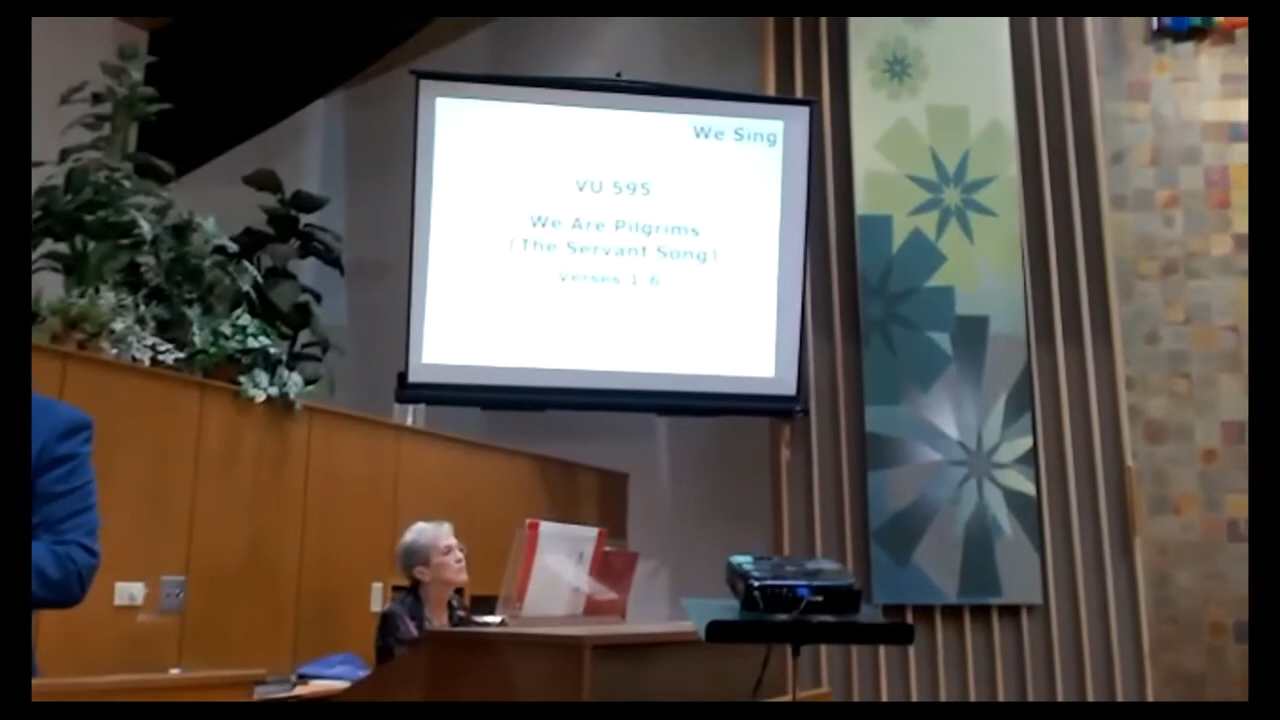 We Sing
VU 595
We Are Pilgrims
(The Servant Song)
Verses 1-6